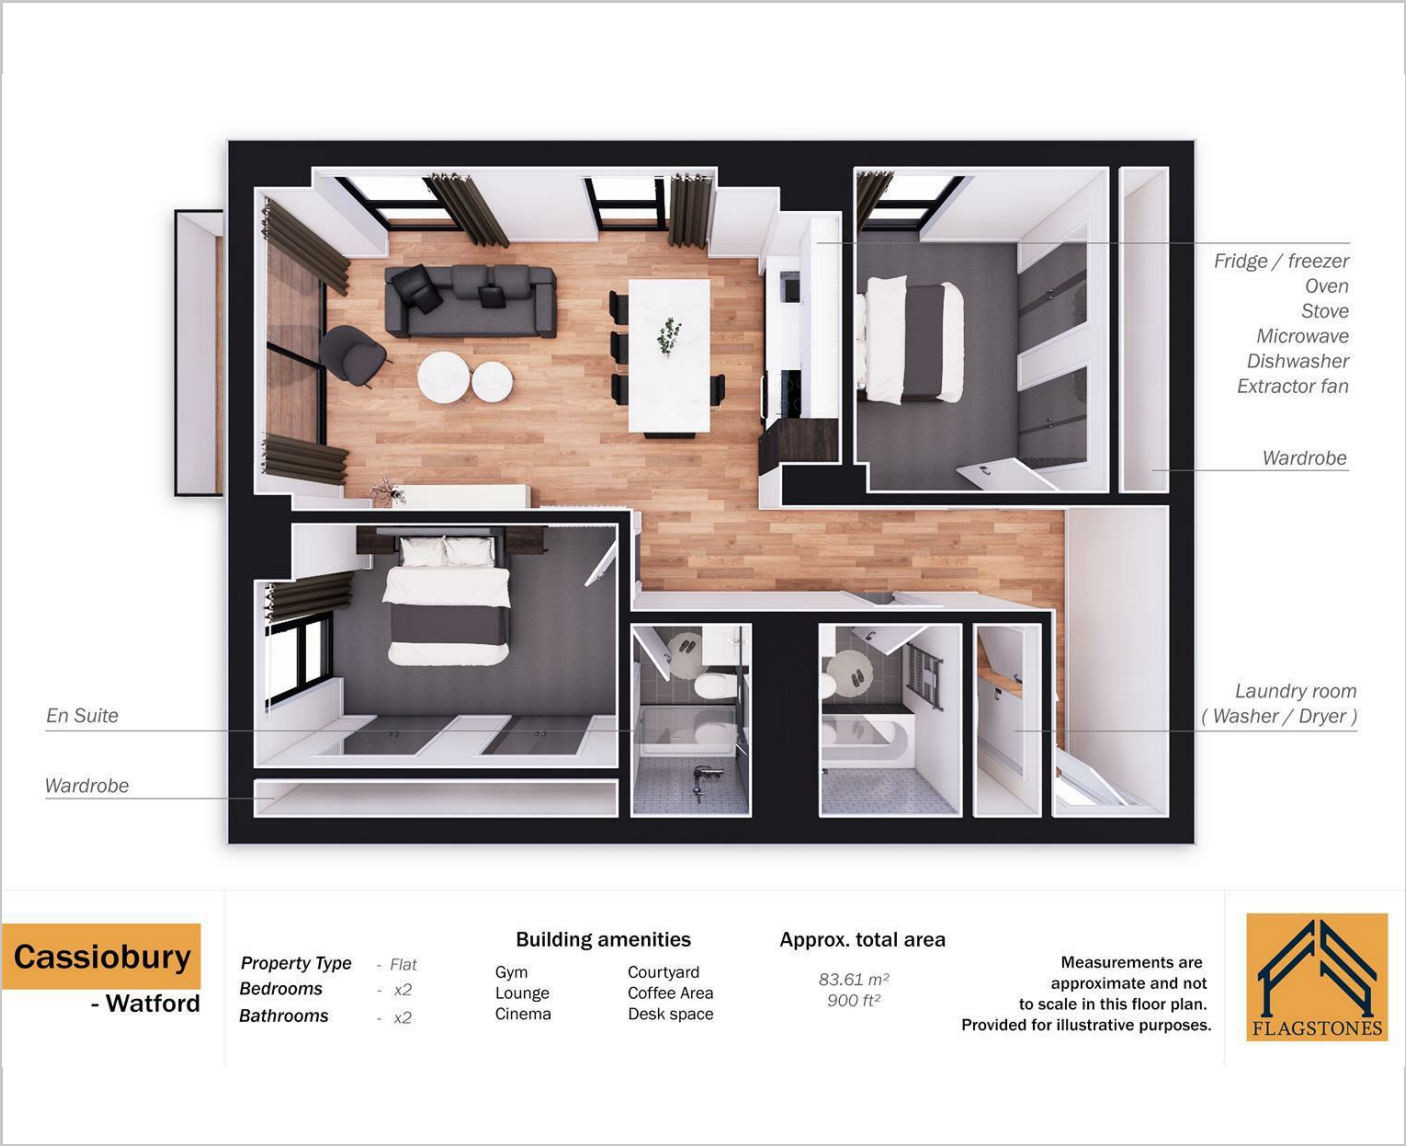 Fridge / freezer
Oven
Stove
Microwave
Dishwasher
Extractor fan
Wardrobe
En Suite
Laundry room
( Washer / Dryer )
Wardrobe
Cassiobury
- Watford
Property Type - Flat
Bedrooms - x2
Bathrooms - x2
Building amenities
Gym
Lounge
Cinema
Courtyard
Coffee Area
Desk space
Approx. total area
83.61 m²
900 ft²
Measurements are
approximate and not
to scale in this floor plan.
Provided for illustrative purposes.
FLAGSTONES